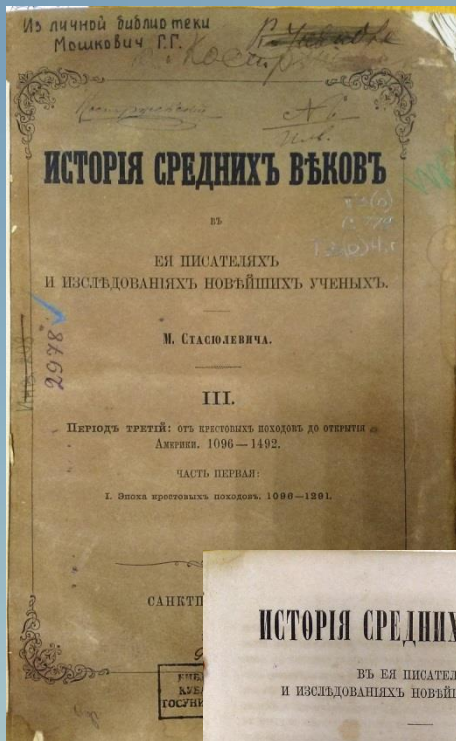 Из личной библиотеки
Мошкович Г.Г.
ИСТОРІЯ СРЕДНИХЪ ВѢКОВЪ
ВЪ
ЕЯ ПИСАТЕЛЯХЪ
И ИЗСЛѢДОВАНІЯХЪ НОВѢЙШИХЪ УЧЕНЫХЪ.
М. Стасюлевича.
2978
III.
Періодъ третій: отъ крестовыхъ походовъ до открытія
Америки. 1096—1492.
ЧАСТЬ ПЕРВАЯ:
I. Эпоха крестовыхъ походовъ. 1096—1291.
САНКТП
ИСТОРІЯ СРЕДНИХ
ВЪ ЕЯ ПИСАТЕЛ
И ИЗСЛѢДОВАНІЯХЪ НОВѢЙШ